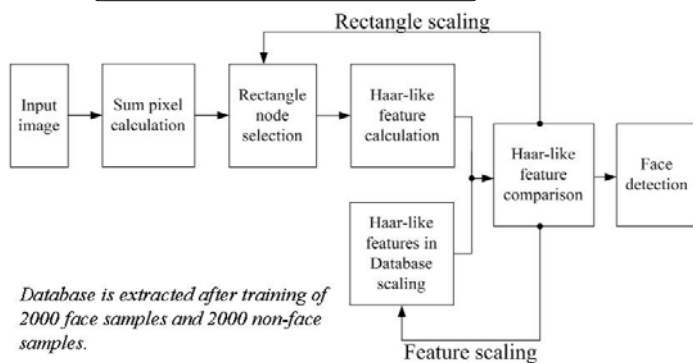 Rectangle scaling
Input
image
Sum pixel
calculation
Rectangle
node
selection
Haar-like
feature
calculation
Haar-like
feature
comparison
Face
detection
Haar-like
features in
Database
scaling
Database is extracted after training of
2000 face samples and 2000 non-face
samples.
Feature scaling